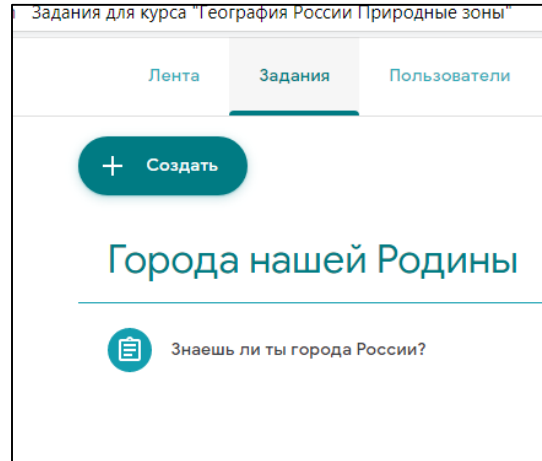 Задания для курса "География России Природные зоны"
Лента Задания Пользователи
+ Создать
Города нашей Родины
Знаешь ли ты города России?